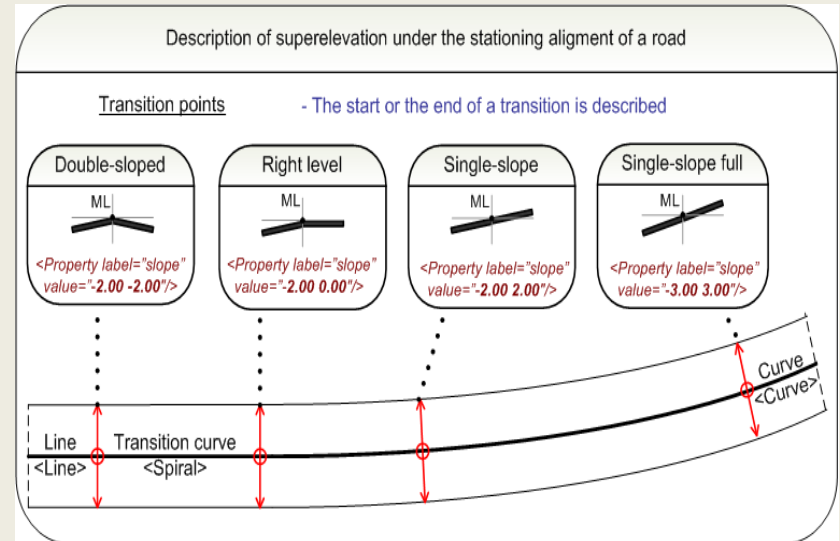 Description of superelevation under the stationing aligment of a road
Transition points - The start or the end of a transition is described
Double-sloped
ML
<Property label="slope"
value="-2.00 -2.00"/>
Right level
ML
<Property label="slope"
value="-2.00 0.00"/>
Single-slope
ML
<Property label="slope"
value="-2.00 2.00"/>
Single-slope full
ML
<Property label="slope"
value="-3.00 3.00"/>
Line
<Line>
Transition curve
<Spiral>
Curve
<Curve>